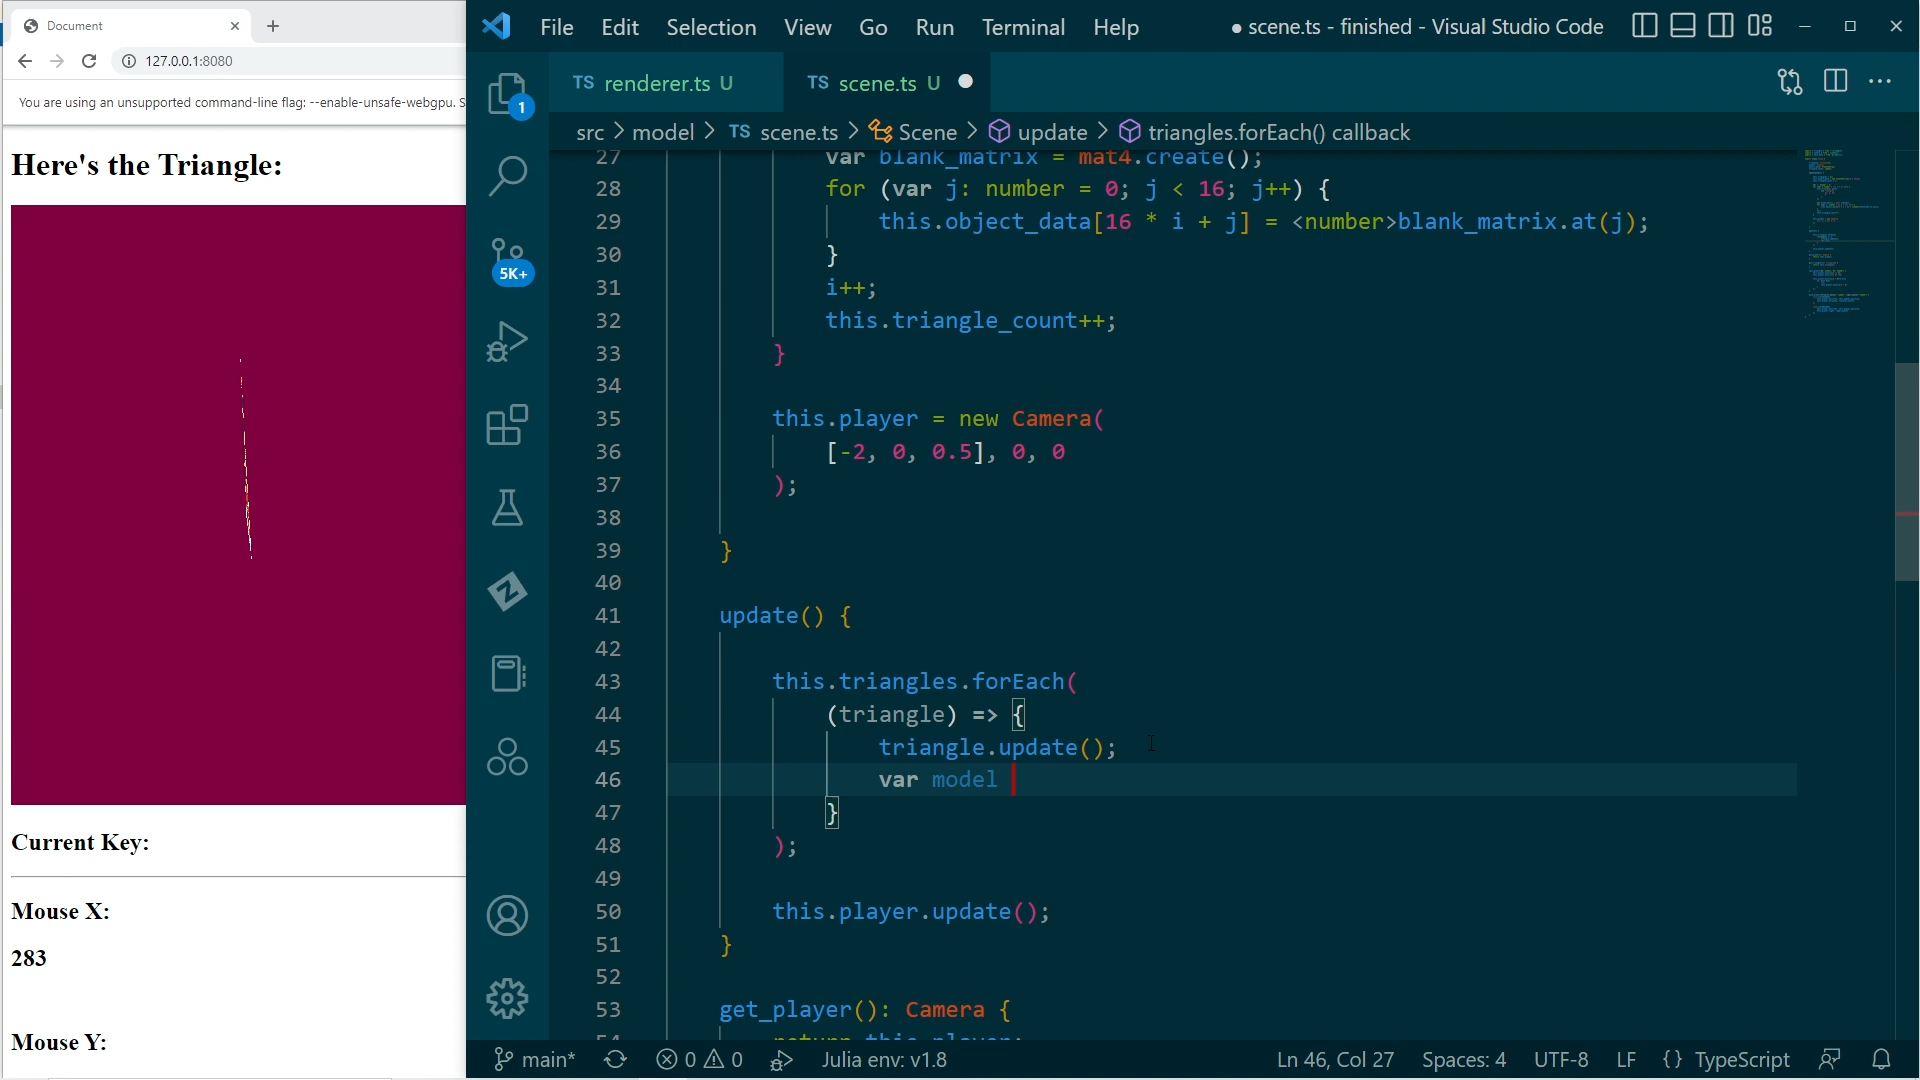 Document
127.0.0.1:8080
You are using an unsupported command-line flag: --enable-unsafe-webgpu. S
Here's the Triangle:
Current Key:
Mouse X:
283
Mouse Y:
File Edit Selection View Go Run Terminal Help
● scene.ts - finished - Visual Studio Code
TS renderer.ts U
TS scene.ts U
src > model > TS scene.ts > Scene > update > triangles.forEach() callback
1
5K+
27 var blank_matrix = mat4.create();
28 for (var j: number = 0; j < 16; j++) {
29 this.object_data[16 * i + j] = <number>blank_matrix.at(j);
30 }
31 i++;
32 this.triangle_count++;
33 }
34
35 this.player = new Camera(
36 [-2, 0, 0.5], 0, 0
37 );
38
39 }
40
41 update() {
42
43 this.triangles.forEach(
44 (triangle) => {
45 triangle.update();
46 var model
47 }
48 );
49
50 this.player.update();
51 }
52
53 get_player(): Camera {
54 return this.player;
main* 0 0 Julia env: v1.8 Ln 46, Col 27 Spaces: 4 UTF-8 LF {} TypeScript